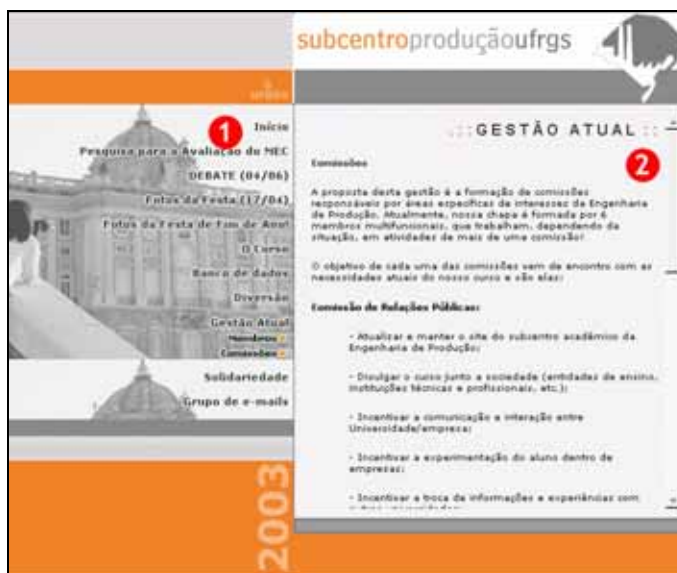 subcentroproduçãoufrgs
ufrgs
1
Início
Pesquisa para a Avaliação do MEC
DEBATE (04/06)
Fotos da Festa (17/04)
Fotos da Festa de Fim de Ano!
O Curso
Banco de dados
Diversão
Gestão Atual
Membros
Comissões
Solidariedade
Grupo de e-mails
2003
.::GESTÃO ATUAL::
2
Comissões
A proposta desta gestão é a formação de comissões
responsáveis por áreas específicas de interesses da Engenharia
de Produção. Atualmente, nossa chapa é formada por 6
membros multifuncionais, que trabalham, dependendo da
situação, em atividades de mais de uma comissão!
O objetivo de cada uma das comissões vem de encontro com as
necessidades atuais do nosso curso e são elas:
Comissão de Relações Públicas:
- Atualizar e manter o site do subcentro acadêmico da
Engenharia de Produção;
- Divulgar o curso junto a sociedade (entidades de ensino,
instituições técnicas e profissionais, etc.);
- Incentivar a comunicação e interação entre
Universidade/empresa;
- Incentivar a experimentação do aluno dentro de
empresas;
- Incentivar a troca de informações e experiências com